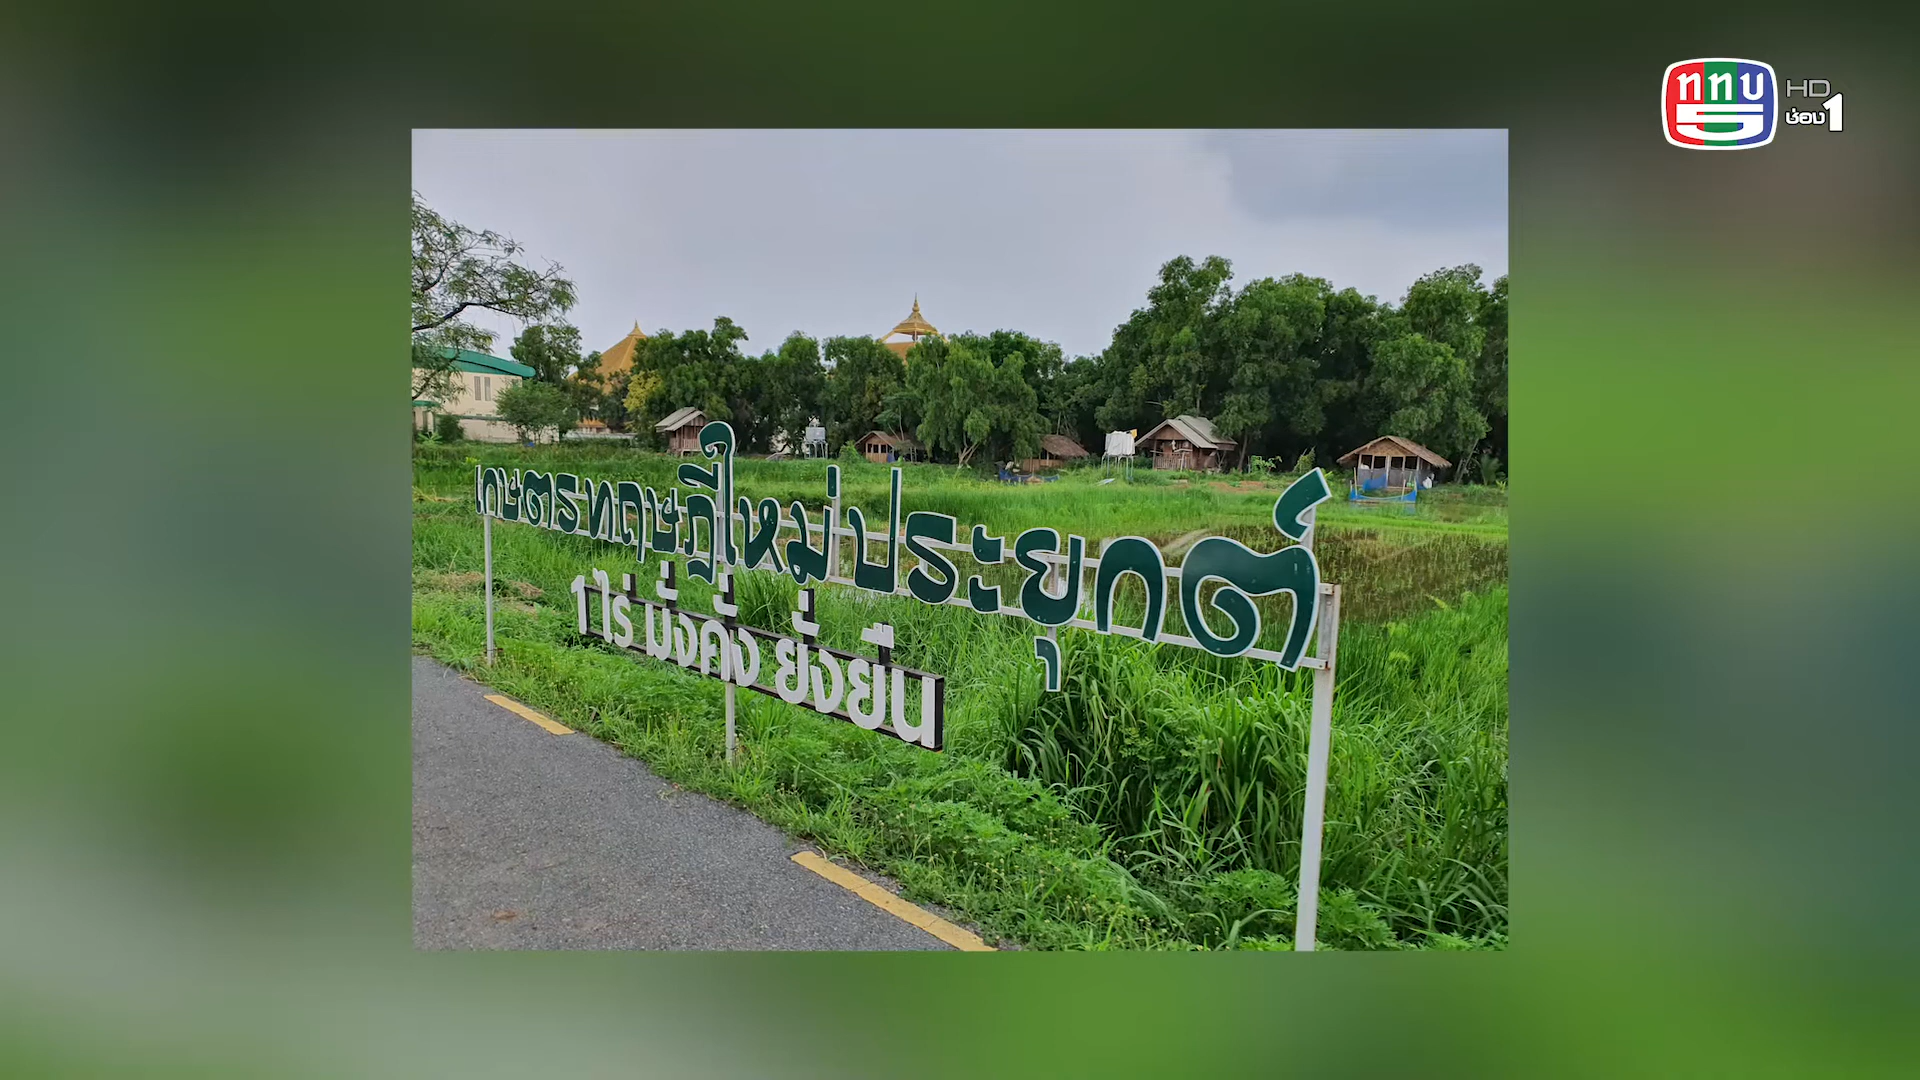 ททบ
5
HD
ช่อง1
เกษตรทฤษฎีใหม่ประยุกต์
1 ไร่ มั่งคั่ง ยั่งยืน